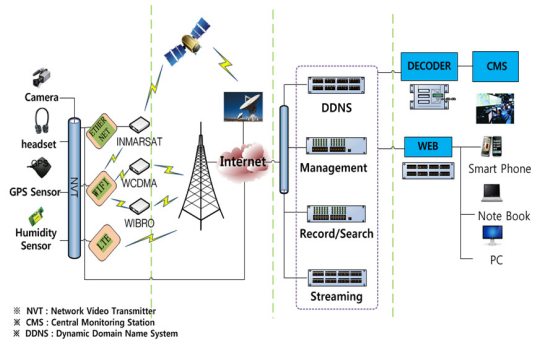 Camera
headset
GPS Sensor
Humidity
Sensor
NVT
ETHER
NET
WIFI
LTE
INMARSAT
WCDMA
WIBRO
Internet
DDNS
Management
Record/Search
Streaming
DECODER
CMS
WEB
Smart Phone
Note Book
PC
※ NVT : Network Video Transmitter
※ CMS : Central Monitoring Station
※ DDNS : Dynamic Domain Name System